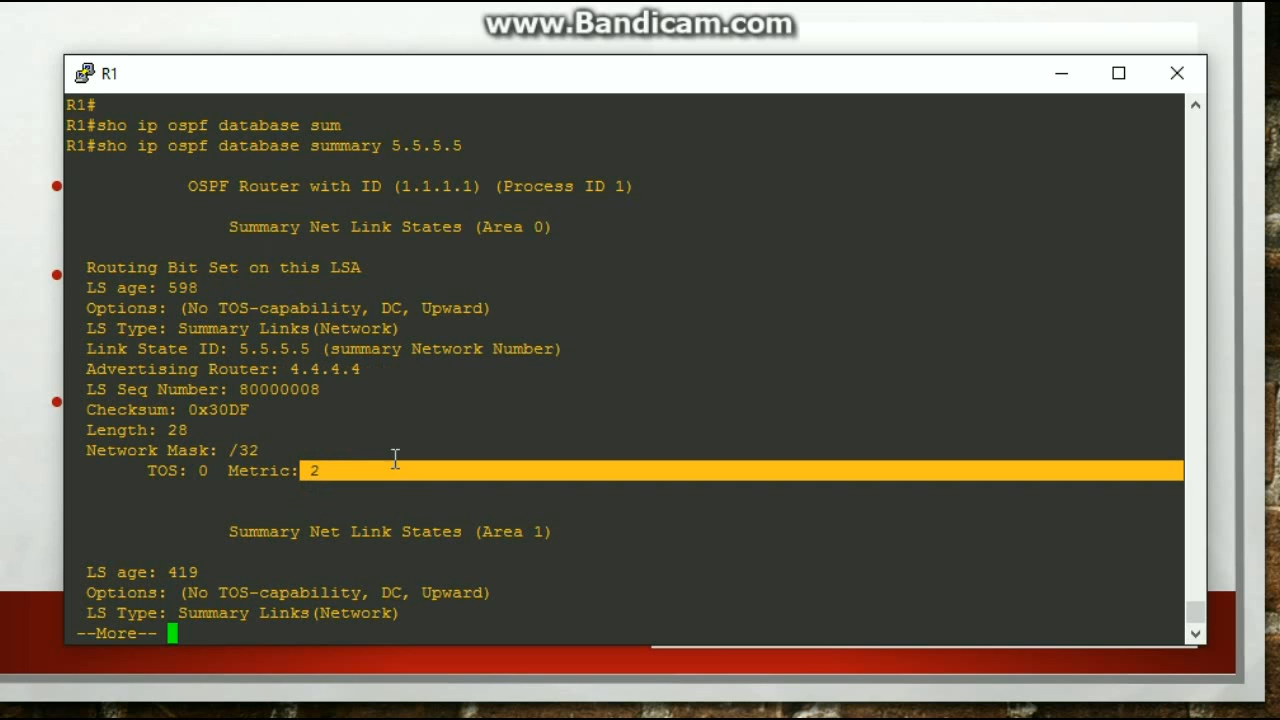 www.Bandicam.com
R1
R1#
R1#sho ip ospf database sum
R1#sho ip ospf database summary 5.5.5.5
OSPF Router with ID (1.1.1.1) (Process ID 1)
Summary Net Link States (Area 0)
Routing Bit Set on this LSA
LS age: 598
Options: (No TOS-capability, DC, Upward)
LS Type: Summary Links(Network)
Link State ID: 5.5.5.5 (summary Network Number)
Advertising Router: 4.4.4.4
LS Seq Number: 80000008
Checksum: 0x30DF
Length: 28
Network Mask: /32
TOS: 0 Metric: 2
Summary Net Link States (Area 1)
LS age: 419
Options: (No TOS-capability, DC, Upward)
LS Type: Summary Links(Network)
--More--